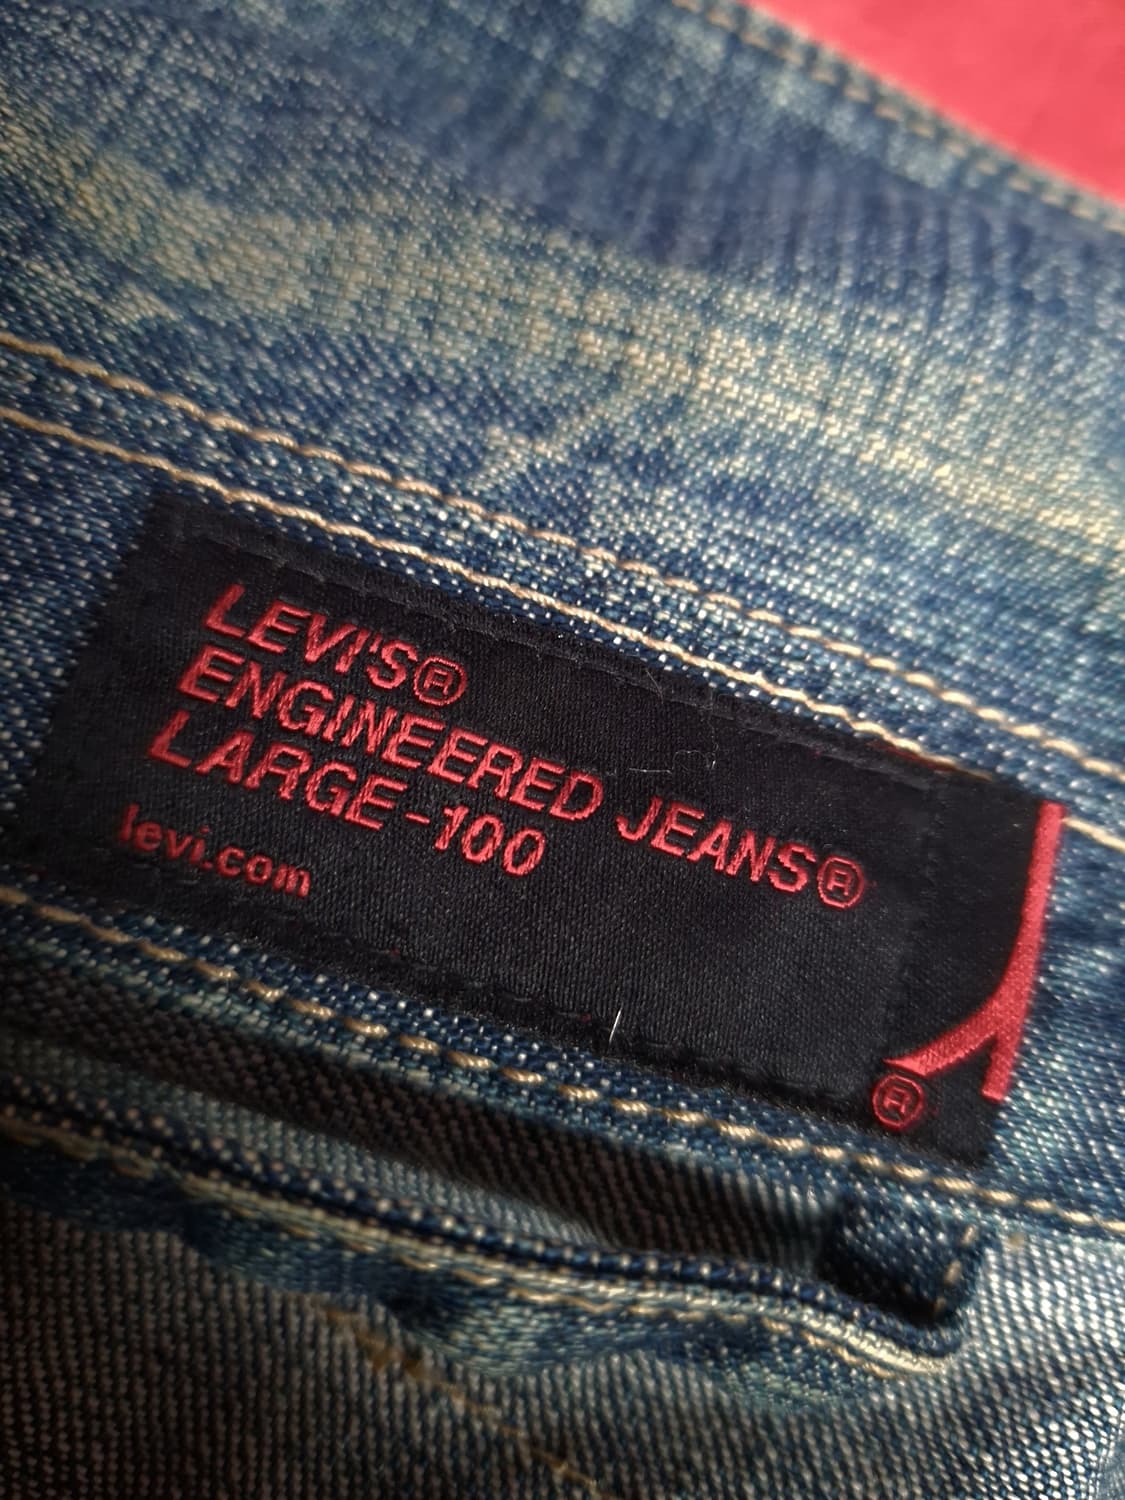 LEVI'S®
ENGINEERED JEANS®
LARGE -100
levi.com
®